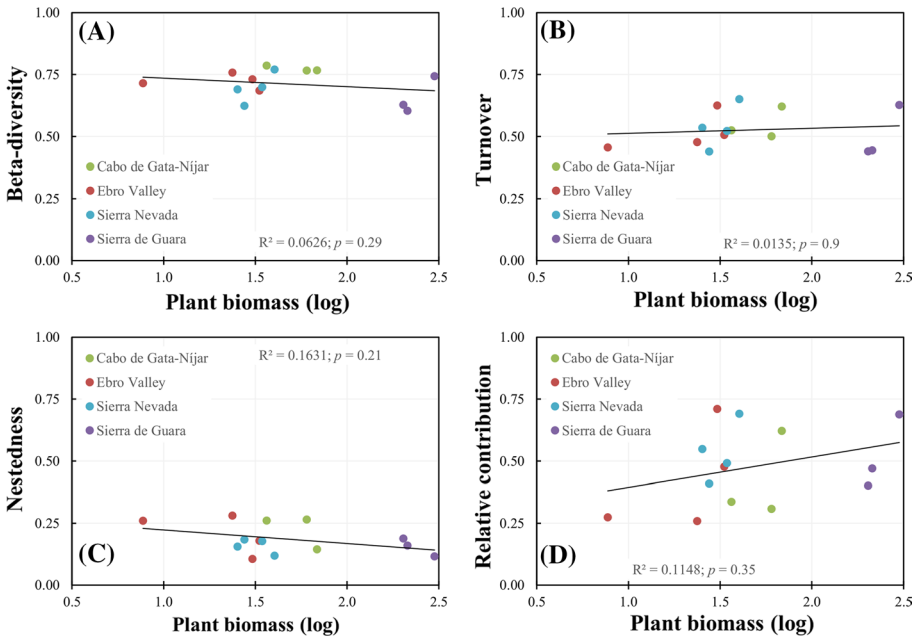 (A)
1.00
0.75
0.50
0.25
0.00
Beta-diversity
Cabo de Gata-Níjar
Ebro Valley
Sierra Nevada
Sierra de Guara
R² = 0.0626; p = 0.29
0.5 1.0 1.5 2.0 2.5
Plant biomass (log)
(B)
1.00
0.75
0.50
0.25
0.00
Turnover
Cabo de Gata-Níjar
Ebro Valley
Sierra Nevada
Sierra de Guara
R² = 0.0135; p = 0.9
0.5 1.0 1.5 2.0 2.5
Plant biomass (log)
1.00
0.75
0.50
0.25
0.00
Nestedness
R² = 0.1631; p = 0.21
Cabo de Gata-Níjar
Ebro Valley
Sierra Nevada
Sierra de Guara
(C)
0.5 1.0 1.5 2.0 2.5
Plant biomass (log)
1.00
0.75
0.50
0.25
0.00
Relative contribution
Cabo de Gata-Níjar
Ebro Valley
Sierra Nevada
Sierra de Guara
(D)
R² = 0.1148; p = 0.35
0.5 1.0 1.5 2.0 2.5
Plant biomass (log)